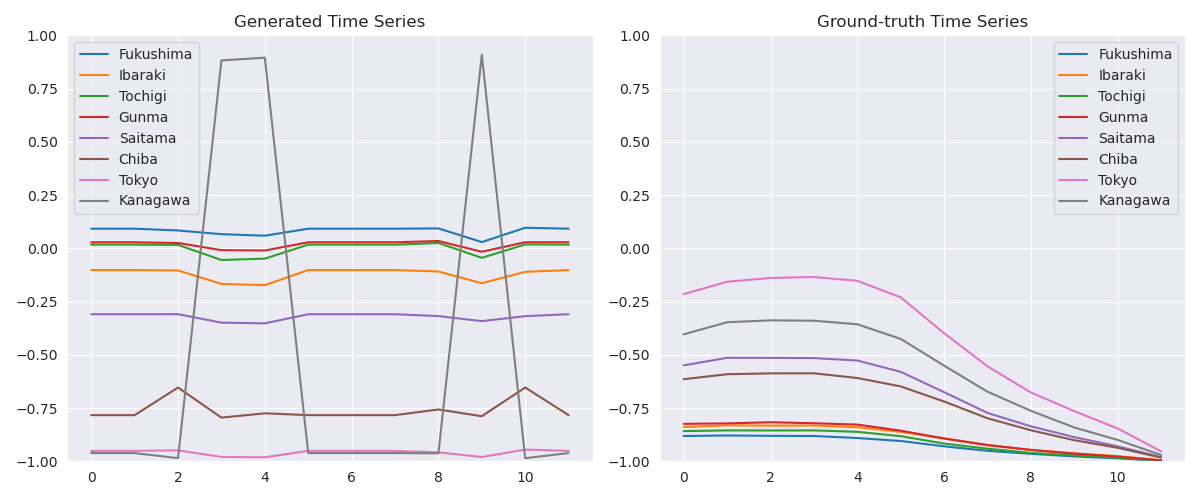 Generated Time Series
1.00
0.75
0.50
0.25
0.00
−0.25
−0.50
−0.75
−1.00
0 2 4 6 8 10
Fukushima
Ibaraki
Tochigi
Gunma
Saitama
Chiba
Tokyo
Kanagawa
Ground-truth Time Series
1.00
0.75
0.50
0.25
0.00
−0.25
−0.50
−0.75
−1.00
0 2 4 6 8 10
Fukushima
Ibaraki
Tochigi
Gunma
Saitama
Chiba
Tokyo
Kanagawa